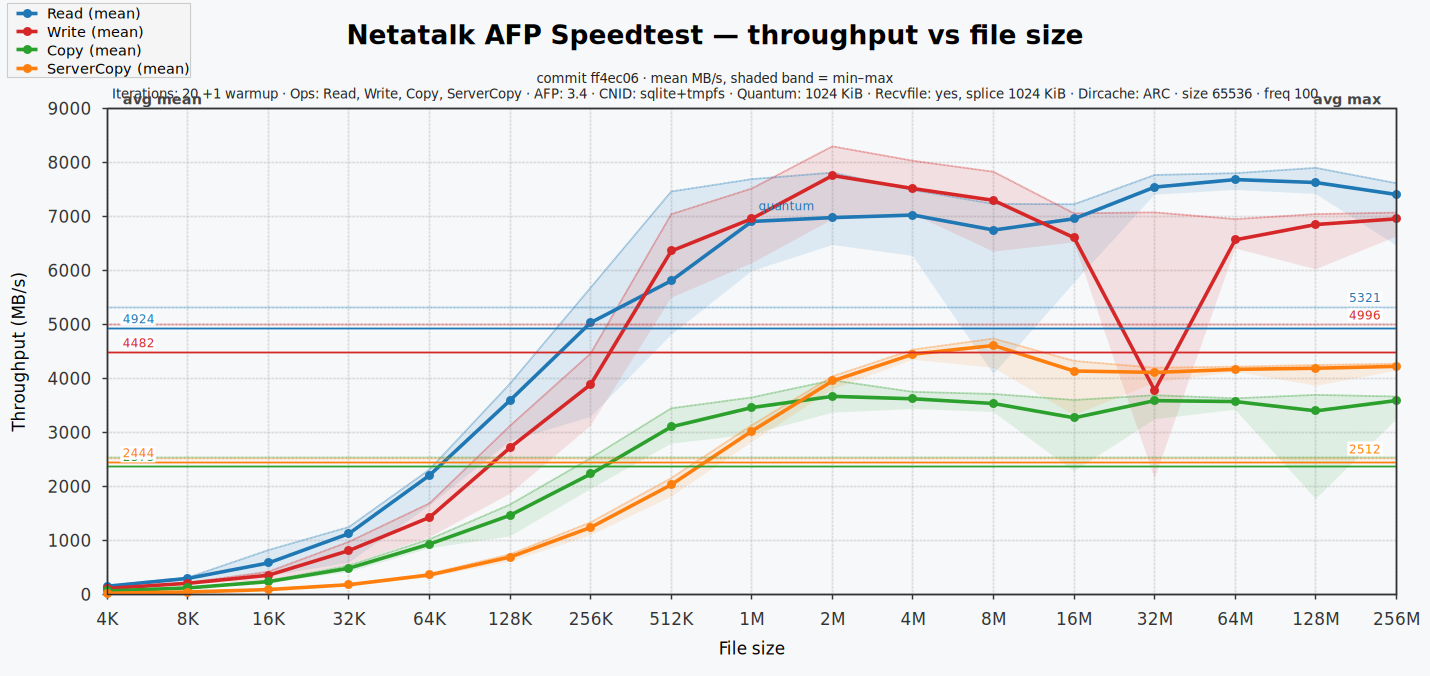 Read (mean)
Write (mean)
Copy (mean)
ServerCopy (mean)
Netatalk AFP Speedtest — throughput vs file size
commit ff4ec06 · mean MB/s, shaded band = min–max
Iterations: 20 +1 warmup · Ops: Read, Write, Copy, ServerCopy · AFP: 3.4 · CNID: sqlite+tmpfs · Quantum: 1024 KiB · Recvfile: yes, splice 1024 KiB · Dircache: ARC · size 65536 · freq 100
avg mean
avg max
9000
8000
7000
6000
5000
4000
3000
2000
1000
0
Throughput (MB/s)
quantum
4924
4482
2444
5321
4996
2512
4K
8K
16K
32K
64K
128K
256K
512K
1M
2M
4M
8M
16M
32M
64M
128M
256M
File size